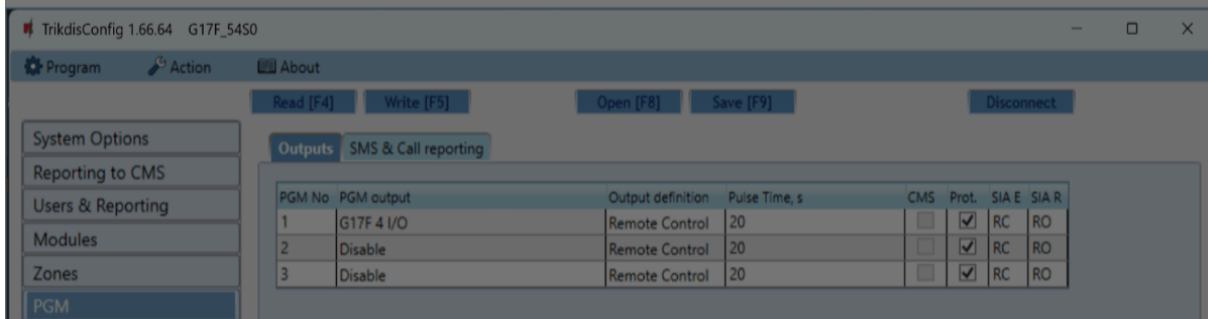 TrikdisConfig 1.66.64 G17F_54S0
Program Action About
Read [F4] Write [F5] Open [F8] Save [F9] Disconnect
System Options
Reporting to CMS
Users & Reporting
Modules
Zones
PGM
Outputs SMS & Call reporting
PGM No PGM output Output definition Pulse Time, s CMS Prot. SIA E SIA R
1 G17F 4 I/O Remote Control 20 RC RO
2 Disable Remote Control 20 RC RO
3 Disable Remote Control 20 RC RO